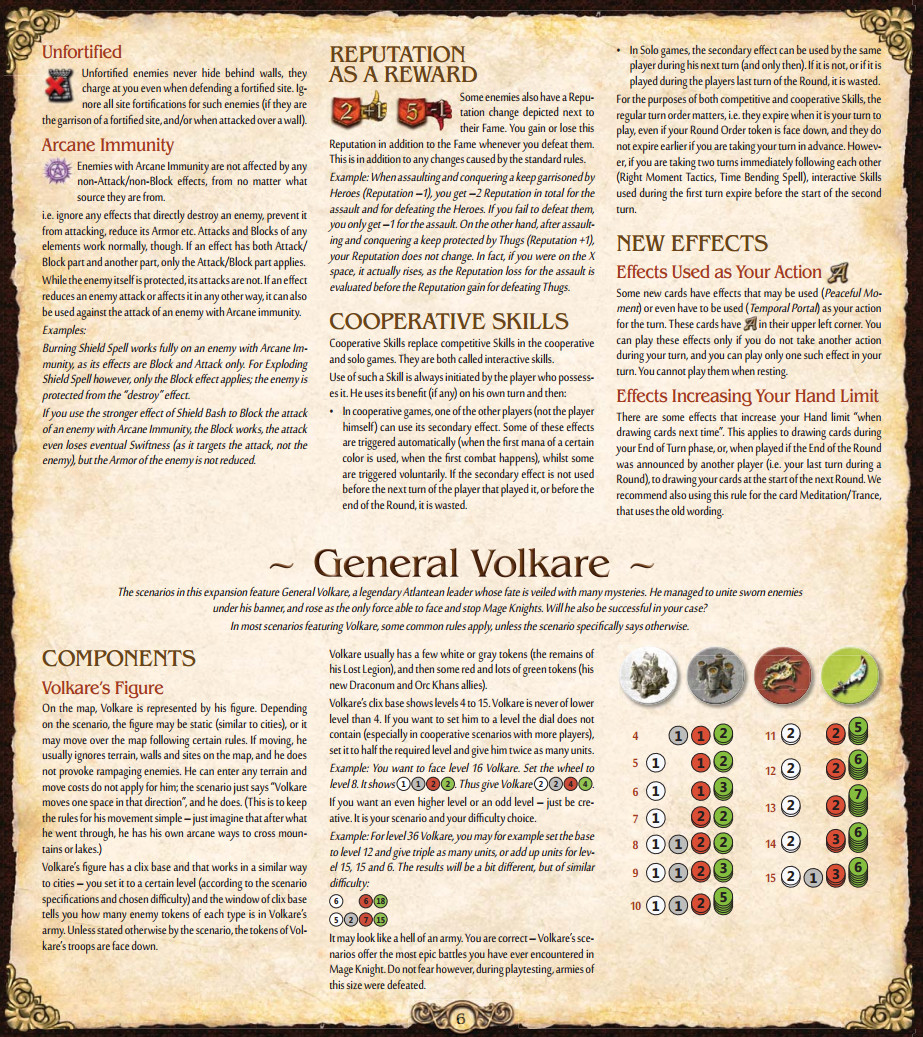 Unfortified
Unfortified enemies never hide behind walls, they
charge at you even when defending a fortified site. Ig-
nore all site fortifications for such enemies (if they are
the garrison of a fortified site, and/or when attacked over a wall).
Arcane Immunity
Enemies with Arcane Immunity are not affected by any
non-Attack/non-Block effects, from no matter what
source they are from.
i.e. ignore any effects that directly destroy an enemy, prevent it
from attacking, reduce its Armor etc. Attacks and Blocks of any
elements work normally, though. If an effect has both Attack/
Block part and another part, only the Attack/Block part applies.
While the enemy itself is protected, its attacks are not. If an effect
reduces an enemy attack or affects it in any other way, it can also
be used against the attack of an enemy with Arcane immunity.
Examples:
Burning Shield Spell works fully on an enemy with Arcane Im-
munity, as its effects are Block and Attack only. For Exploding
Shield Spell however, only the Block effect applies; the enemy is
protected from the "destroy" effect.
If you use the stronger effect of Shield Bash to Block the attack
of an enemy with Arcane Immunity, the Block works, the attack
even loses eventual Swiftness (as it targets the attack, not the
enemy), but the Armor of the enemy is not reduced.
REPUTATION
AS A REWARD
2 +1 5 -1
Some enemies also have a Repu-
tation change depicted next to
their Fame. You gain or lose this
Reputation in addition to the Fame whenever you defeat them.
This is in addition to any changes caused by the standard rules.
Example: When assaulting and conquering a keep garrisoned by
Heroes (Reputation –1), you get –2 Reputation in total for the
assault and for defeating the Heroes. If you fail to defeat them,
you only get –1 for the assault. On the other hand, after assault-
ing and conquering a keep protected by Thugs (Reputation +1),
your Reputation does not change. In fact, if you were on the X
space, it actually rises, as the Reputation loss for the assault is
evaluated before the Reputation gain for defeating Thugs.
COOPERATIVE SKILLS
Cooperative Skills replace competitive Skills in the cooperative
and solo games. They are both called interactive skills.
Use of such a Skill is always initiated by the player who possess-
es it. He uses its benefit (if any) on his own turn and then:
• In cooperative games, one of the other players (not the player
himself) can use its secondary effect. Some of these effects
are triggered automatically (when the first mana of a certain
color is used, when the first combat happens), whilst some
are triggered voluntarily. If the secondary effect is not used
before the next turn of the player that played it, or before the
end of the Round, it is wasted.
• In Solo games, the secondary effect can be used by the same
player during his next turn (and only then). If it is not, or if it is
played during the players last turn of the Round, it is wasted.
For the purposes of both competitive and cooperative Skills, the
regular turn order matters, i.e. they expire when it is your turn to
play, even if your Round Order token is face down, and they do
not expire earlier if you are taking your turn in advance. Howev-
er, if you are taking two turns immediately following each other
(Right Moment Tactics, Time Bending Spell), interactive Skills
used during the first turn expire before the start of the second
turn.
NEW EFFECTS
Effects Used as Your Action A
Some new cards have effects that may be used (Peaceful Mo-
ment) or even have to be used (Temporal Portal) as your action
for the turn. These cards have A in their upper left corner. You
can play these effects only if you do not take another action
during your turn, and you can play only one such effect in your
turn. You cannot play them when resting.
Effects Increasing Your Hand Limit
There are some effects that increase your Hand limit "when
drawing cards next time". This applies to drawing cards during
your End of Turn phase, or, when played if the End of the Round
was announced by another player (i.e. your last turn during a
Round), to drawing your cards at the start of the next Round. We
recommend also using this rule for the card Meditation/Trance,
that uses the old wording.
~ General Volkare ~
The scenarios in this expansion feature General Volkare, a legendary Atlantean leader whose fate is veiled with many mysteries. He managed to unite sworn enemies
under his banner, and rose as the only force able to face and stop Mage Knights. Will he also be successful in your case?
In most scenarios featuring Volkare, some common rules apply, unless the scenario specifically says otherwise.
COMPONENTS
Volkare's Figure
On the map, Volkare is represented by his figure. Depending
on the scenario, the figure may be static (similar to cities), or it
may move over the map following certain rules. If moving, he
usually ignores terrain, walls and sites on the map, and he does
not provoke rampaging enemies. He can enter any terrain and
move costs do not apply for him; the scenario just says "Volkare
moves one space in that direction", and he does. (This is to keep
the rules for his movement simple – just imagine that after what
he went through, he has his own arcane ways to cross moun-
tains or lakes.)
Volkare's figure has a clix base and that works in a similar way
to cities – you set it to a certain level (according to the scenario
specifications and chosen difficulty) and the window of clix base
tells you how many enemy tokens of each type is in Volkare's
army. Unless stated otherwise by the scenario, the tokens of Vol-
kare's troops are face down.
Volkare usually has a few white or gray tokens (the remains of
his Lost Legion), and then some red and lots of green tokens (his
new Draconum and Orc Khans allies).
Volkare's clix base shows levels 4 to 15. Volkare is never of lower
level than 4. If you want to set him to a level the dial does not
contain (especially in cooperative scenarios with more players),
set it to half the required level and give him twice as many units.
Example: You want to face level 16 Volkare. Set the wheel to
level 8. It shows 1 1 2 2. Thus give Volkare 2 2 4 4.
If you want an even higher level or an odd level – just be cre-
ative. It is your scenario and your difficulty choice.
Example: For level 36 Volkare, you may for example set the base
to level 12 and give triple as many units, or add up units for lev-
el 15, 15 and 6. The results will be a bit different, but of similar
difficulty:
6 6 18
5 2 7 15
It may look like a hell of an army. You are correct – Volkare's sce-
narios offer the most epic battles you have ever encountered in
Mage Knight. Do not fear however, during playtesting, armies of
this size were defeated.
4 1 1 2
5 1 1 2
6 1 1 3
7 1 2 2
8 1 1 2 2
9 1 1 2 3
10 1 1 2 5
11 2 2 5
12 2 2 6
13 2 2 7
14 2 3 6
15 2 1 3 6
6